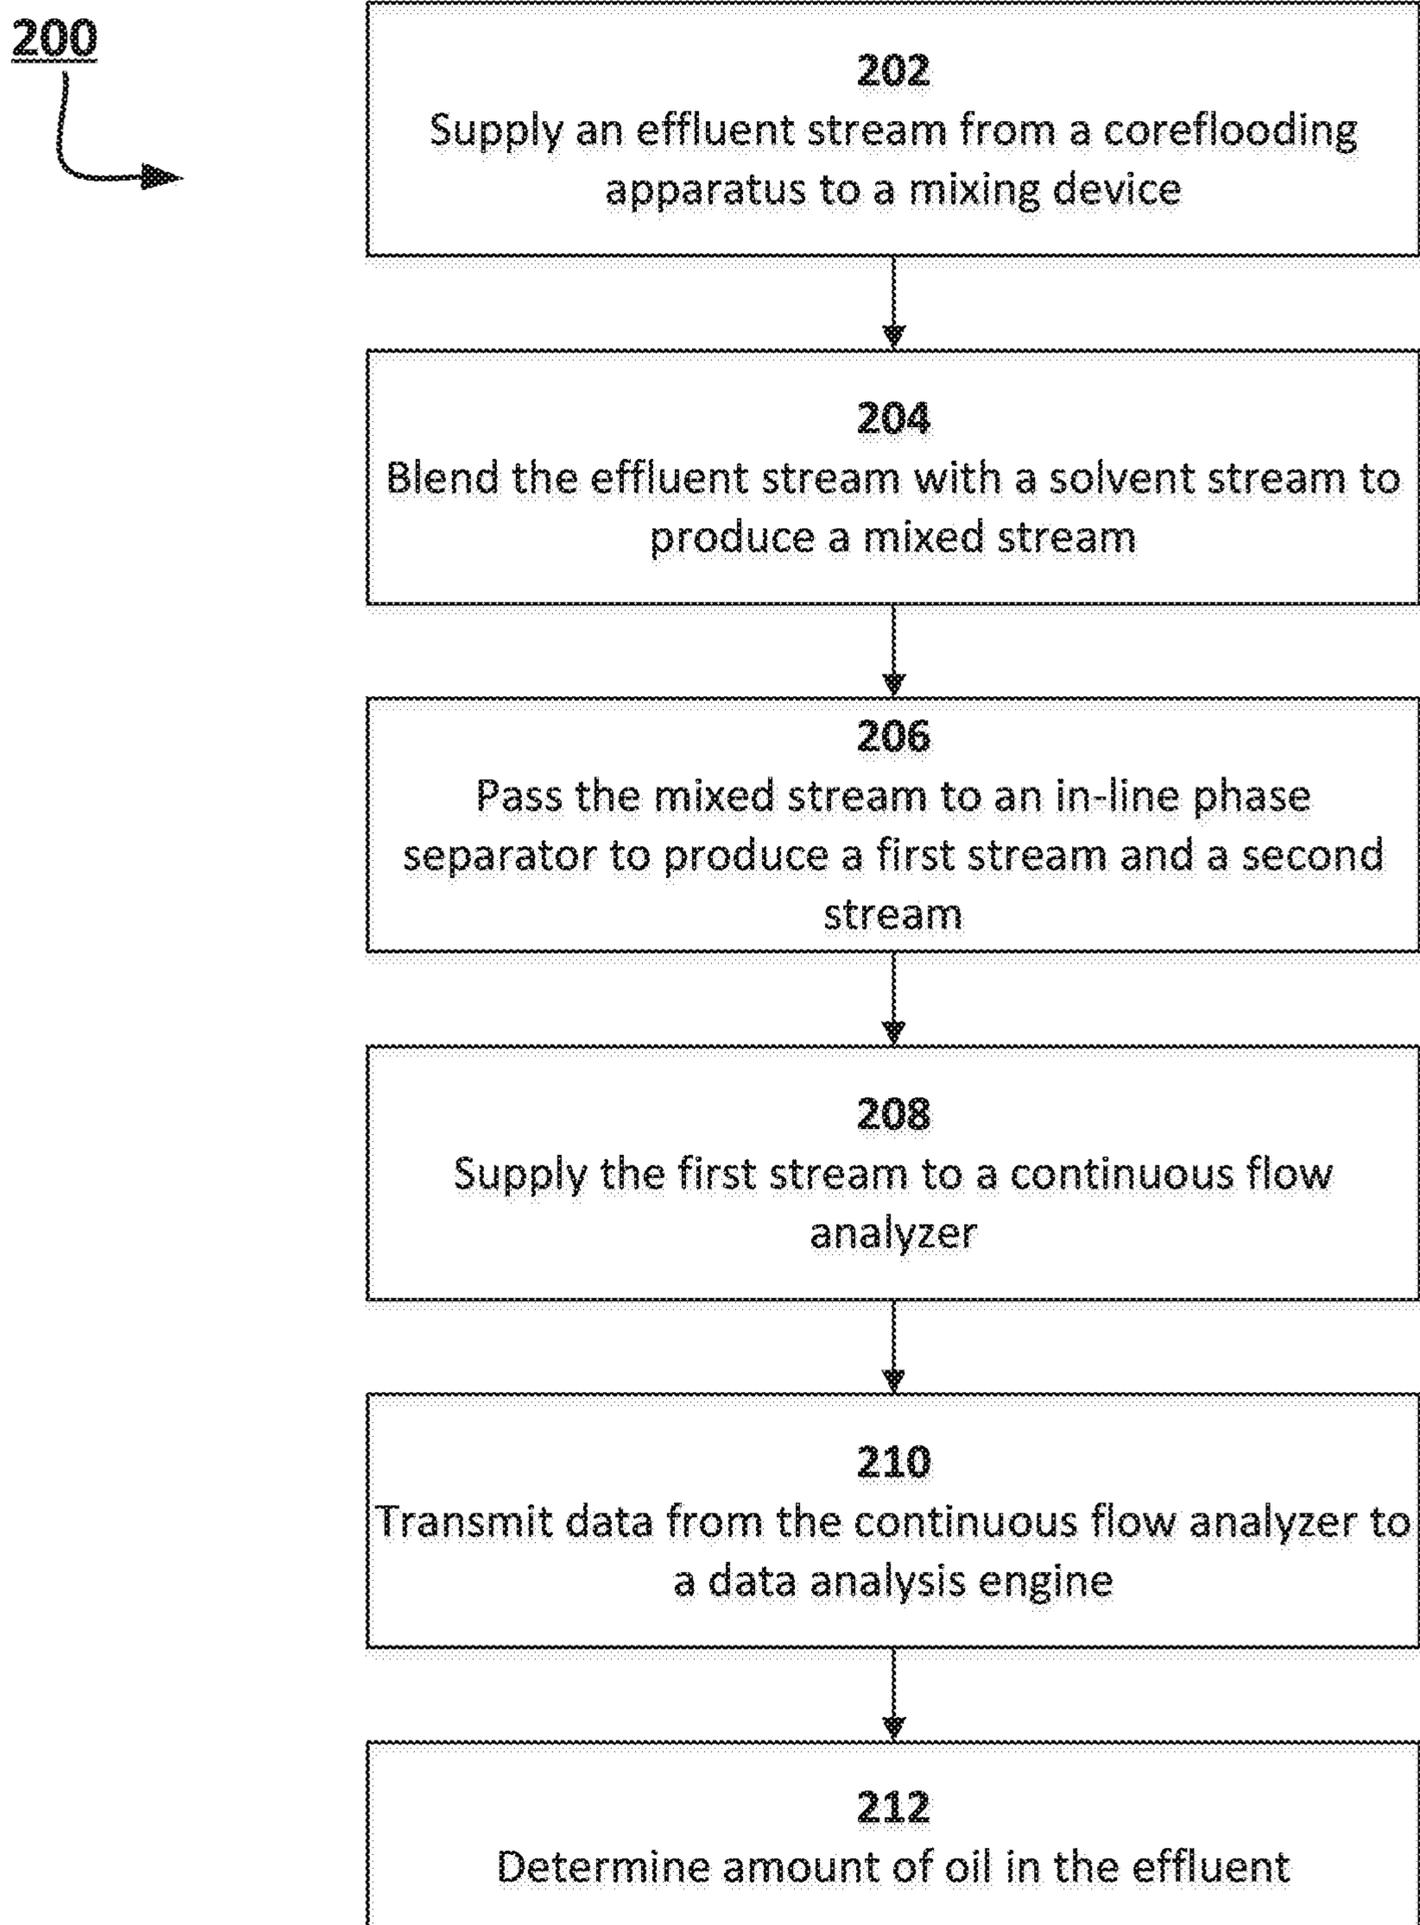 200
202
Supply an effluent stream from a coreflooding
apparatus to a mixing device
204
Blend the effluent stream with a solvent stream to
produce a mixed stream
206
Pass the mixed stream to an in-line phase
separator to produce a first stream and a second
stream
208
Supply the first stream to a continuous flow
analyzer
210
Transmit data from the continuous flow analyzer to
a data analysis engine
212
Determine amount of oil in the effluent